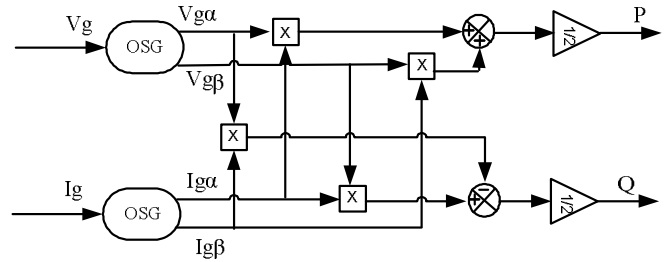 Vg
OSG
Vgα
Vgβ
x
x
+
+
1/2
P
x
Ig
OSG
Igα
Igβ
x
+
−
1/2
Q